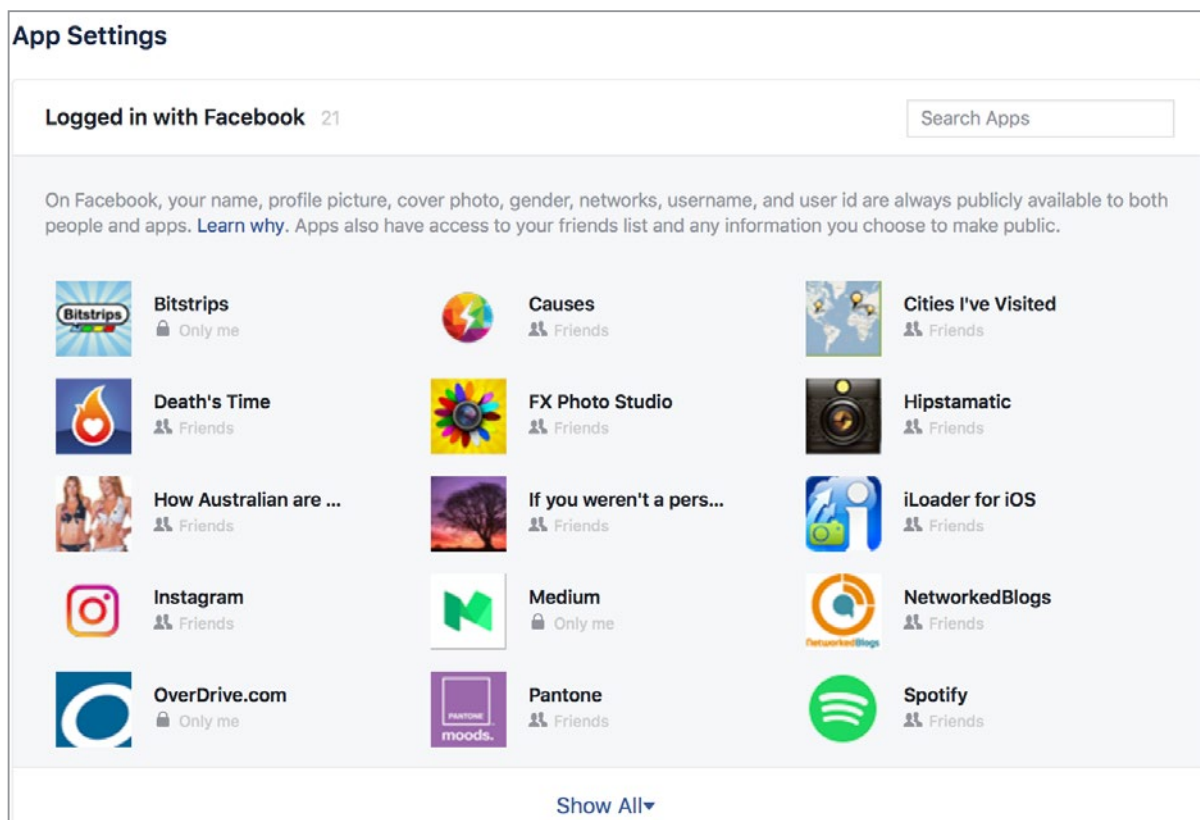 App Settings
Logged in with Facebook 21
Search Apps
On Facebook, your name, profile picture, cover photo, gender, networks, username, and user id are always publicly available to both
people and apps. Learn why. Apps also have access to your friends list and any information you choose to make public.
Bitstrips
Bitstrips
Only me
Causes
Friends
Cities I've Visited
Friends
Death's Time
Friends
FX Photo Studio
Friends
Hipstamatic
Friends
How Australian are ...
Friends
If you weren't a pers...
Friends
iLoader for iOS
Friends
Instagram
Friends
Medium
Only me
NetworkedBlogs
NetworkedBlogs
Friends
OverDrive.com
Only me
PANTONE
moods.
Pantone
Friends
Spotify
Friends
Show All